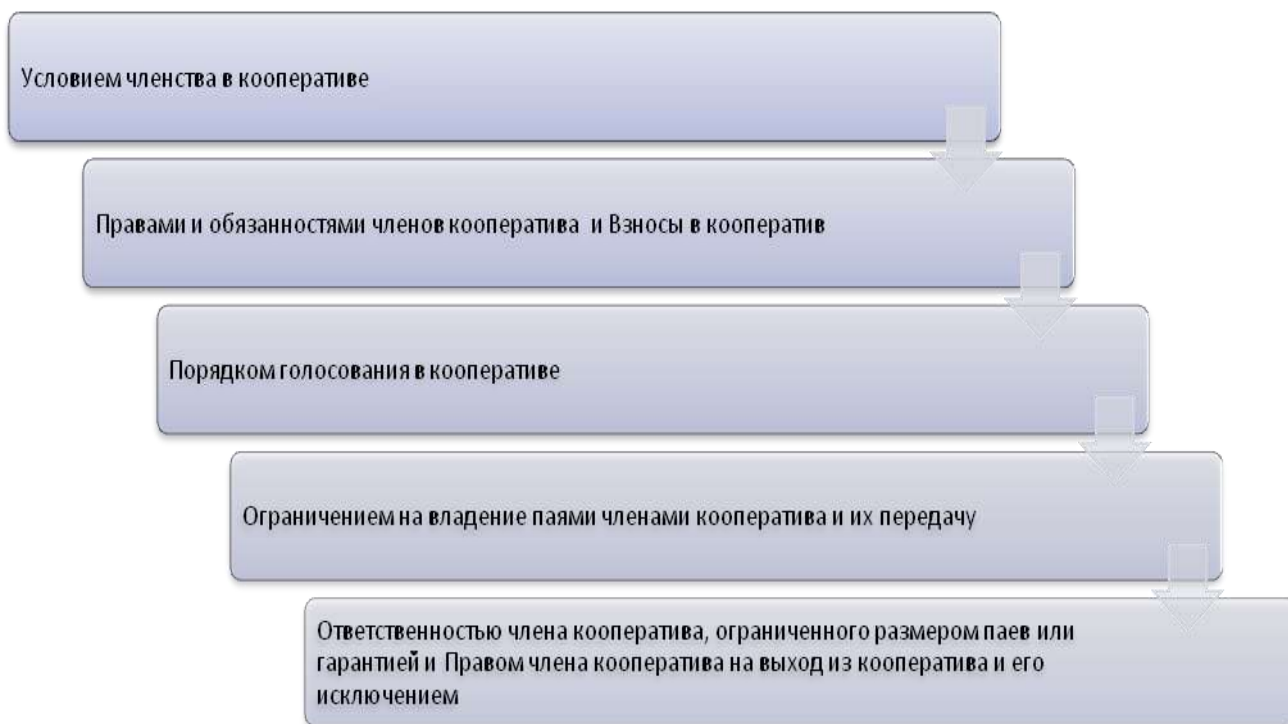 Условием членства в кооперативе
Правами и обязанностями членов кооператива и Взносы в кооператив
Порядком голосования в кооперативе
Ограничением на владение паями членами кооператива и их передачу
Ответственностью члена кооператива, ограниченного размером паев или
гарантией и Правом члена кооператива на выход из кооператива и его
исключением